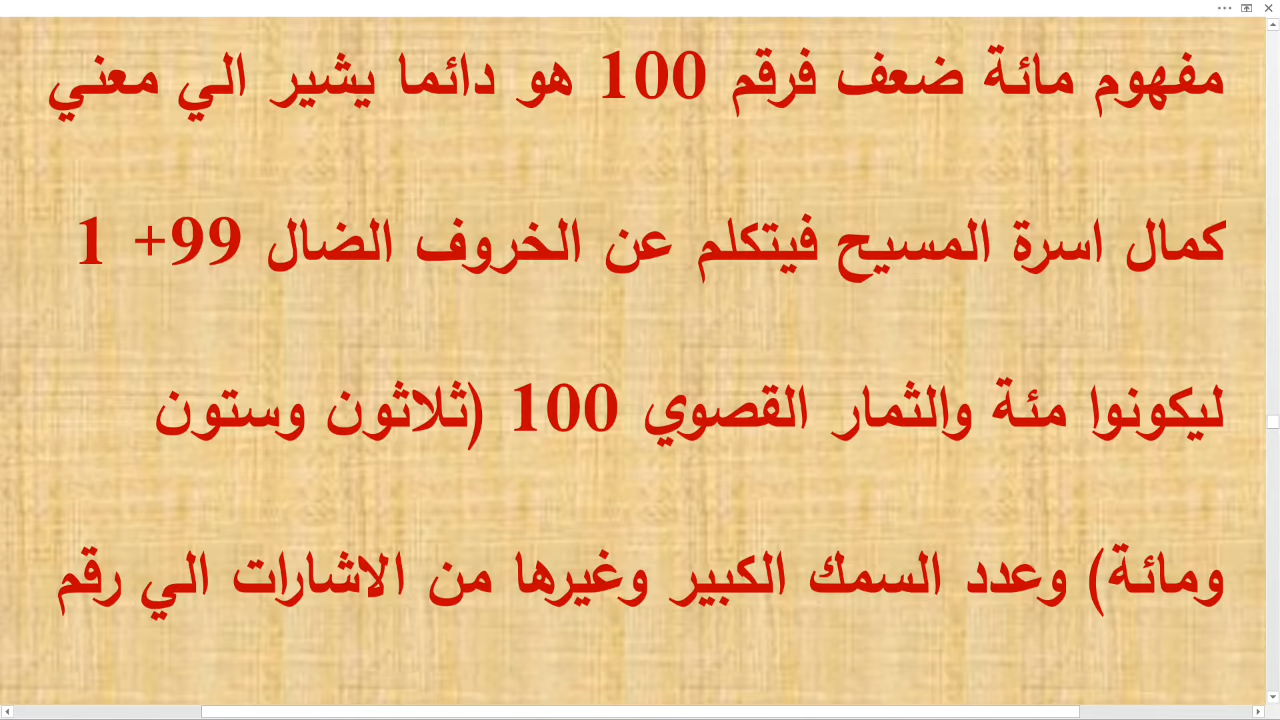 مفهوم مائة ضعف فرقم 100 هو دائما يشير الي معني
كمال اسرة المسيح فيتكلم عن الخروف الضال 99+ 1
ليكونوا مئة والثمار القصوي 100 (ثلاثون وستون
ومائة) وعدد السمك الكبير وغيرها من الاشارات الي رقم